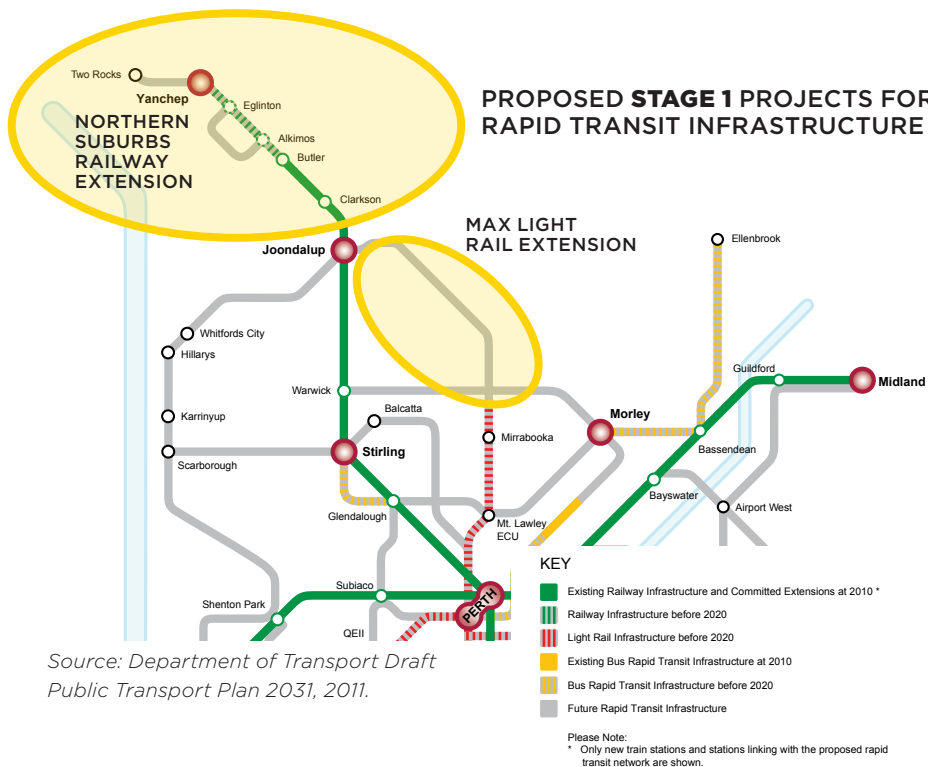 PROPOSED STAGE 1 PROJECTS FOR
RAPID TRANSIT INFRASTRUCTURE
Two Rocks
Yanchep
NORTHERN
SUBURBS
RAILWAY
EXTENSION
Eglinton
Alkimos
Butler
Clarkson
Joondalup
MAX LIGHT
RAIL EXTENSION
Ellenbrook
Whitfords City
Hillarys
Guildford
Midland
Warwick
Karrinyup
Balcatta
Morley
Mirrabooka
Bassendean
Scarborough
Stirling
Bayswater
Airport West
Glendalough
Mt. Lawley
ECU
Subiaco
Shenton Park
PERTH
QEII
KEY
Existing Railway Infrastructure and Committed Extensions at 2010 *
Railway Infrastructure before 2020
Light Rail Infrastructure before 2020
Existing Bus Rapid Transit Infrastructure at 2010
Bus Rapid Transit Infrastructure before 2020
Future Rapid Transit Infrastructure
Please Note:
* Only new train stations and stations linking with the proposed rapid
transit network are shown.
Source: Department of Transport Draft
Public Transport Plan 2031, 2011.